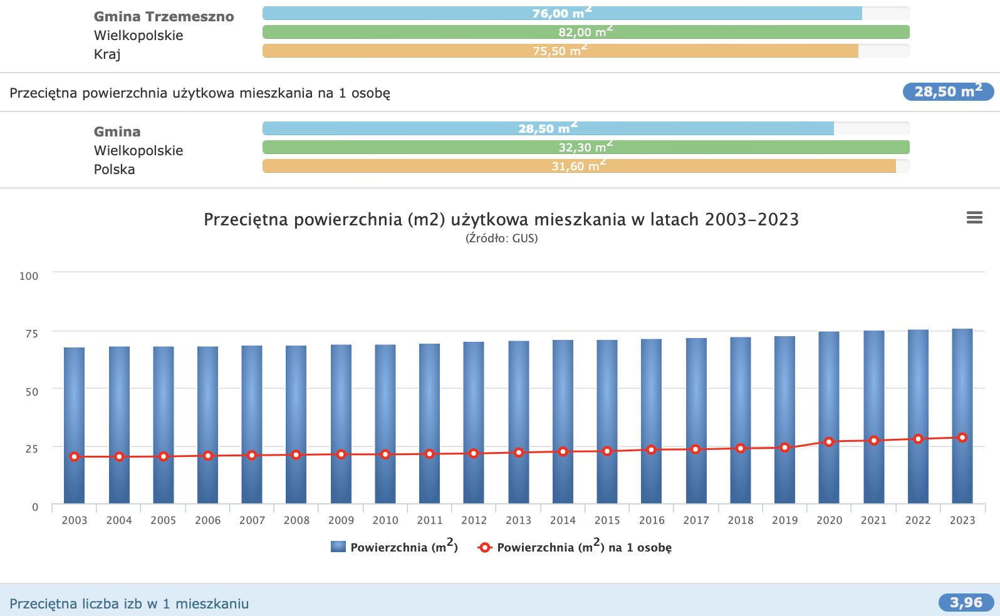 Gmina Trzemeszno 76,00 m²
Wielkopolskie 82,00 m²
Kraj 75,50 m²
Przeciętna powierzchnia użytkowa mieszkania na 1 osobę 28,50 m²
Gmina 28,50 m²
Wielkopolskie 32,30 m²
Polska 31,60 m²
Przeciętna powierzchnia (m2) użytkowa mieszkania w latach 2003-2023
(Źródło: GUS)
100
75
50
25
0
2003 2004 2005 2006 2007 2008 2009 2010 2011 2012 2013 2014 2015 2016 2017 2018 2019 2020 2021 2022 2023
Powierzchnia (m²) Powierzchnia (m²) na 1 osobę
Przeciętna liczba izb w 1 mieszkaniu 3,96